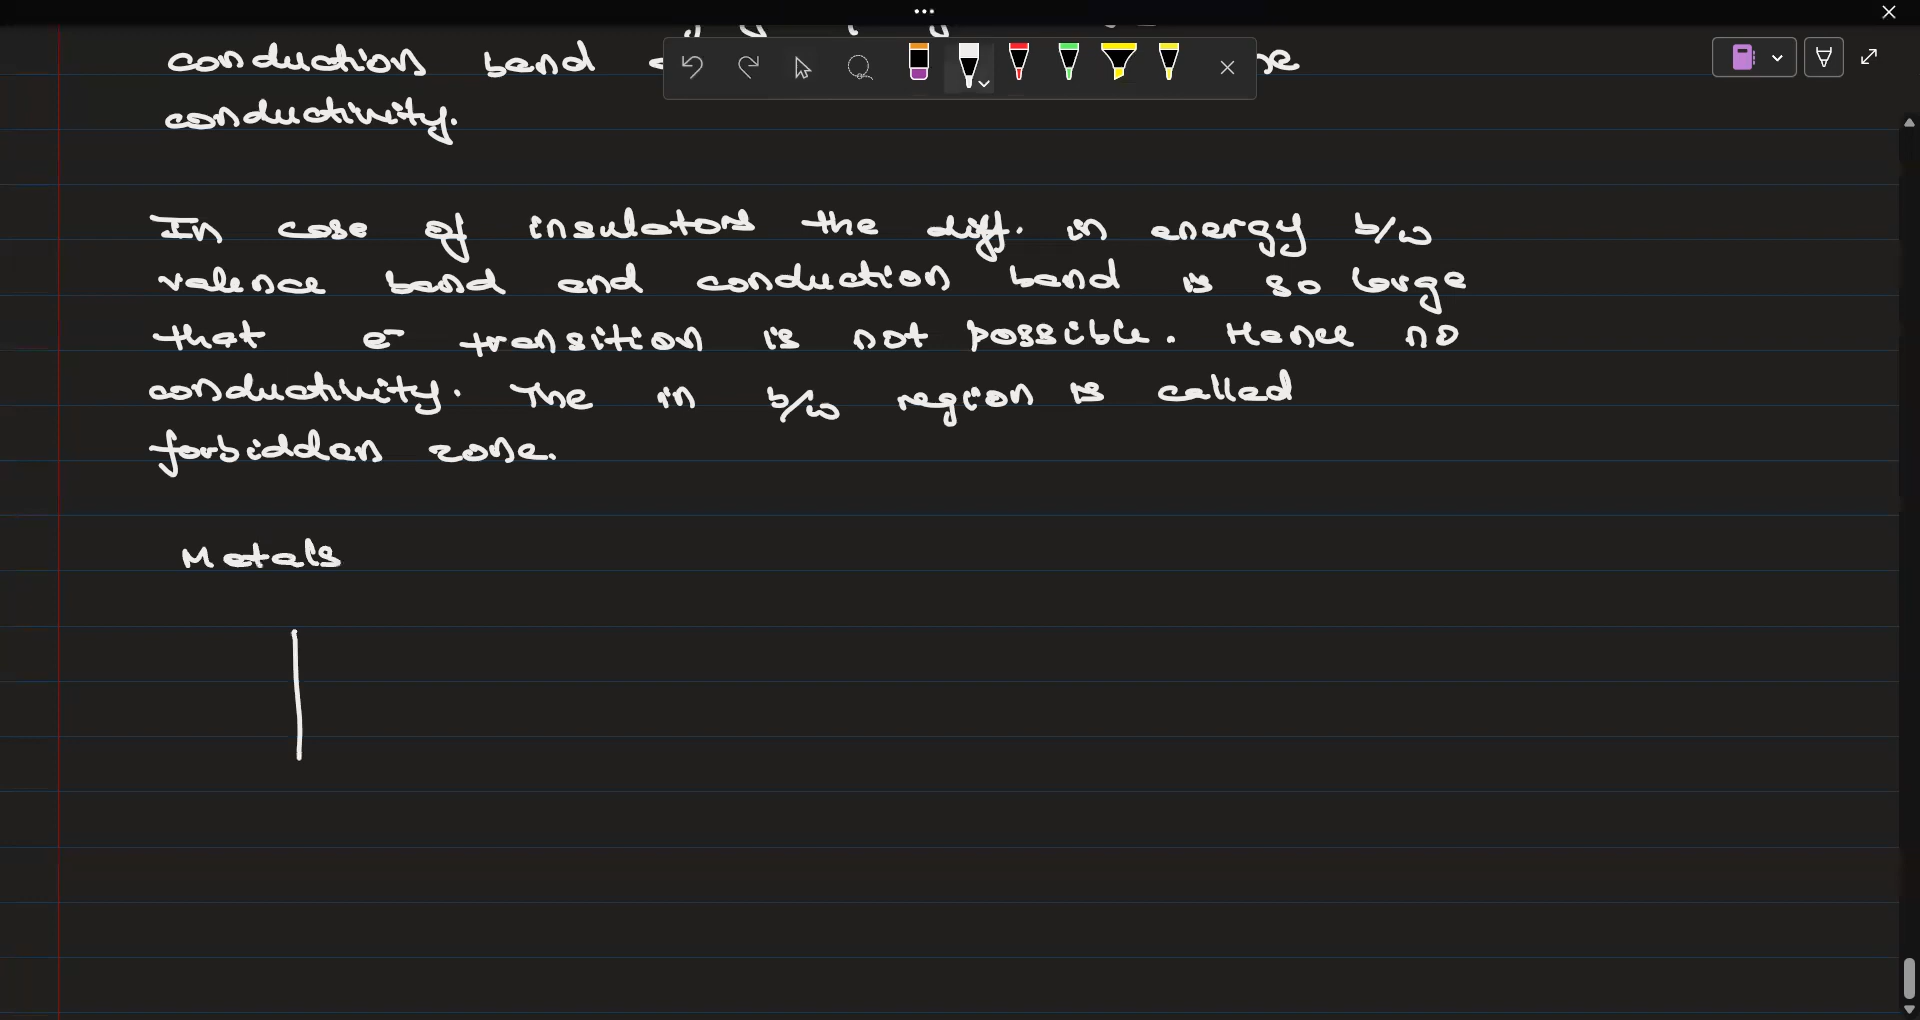 conduction band
conductivity.
In case of insulators the diff. in energy b/w
valence band and conduction band is so large
that e- transition is not possible. Hence no
conductivity. The in b/w region is called
forbidden zone.
Metals